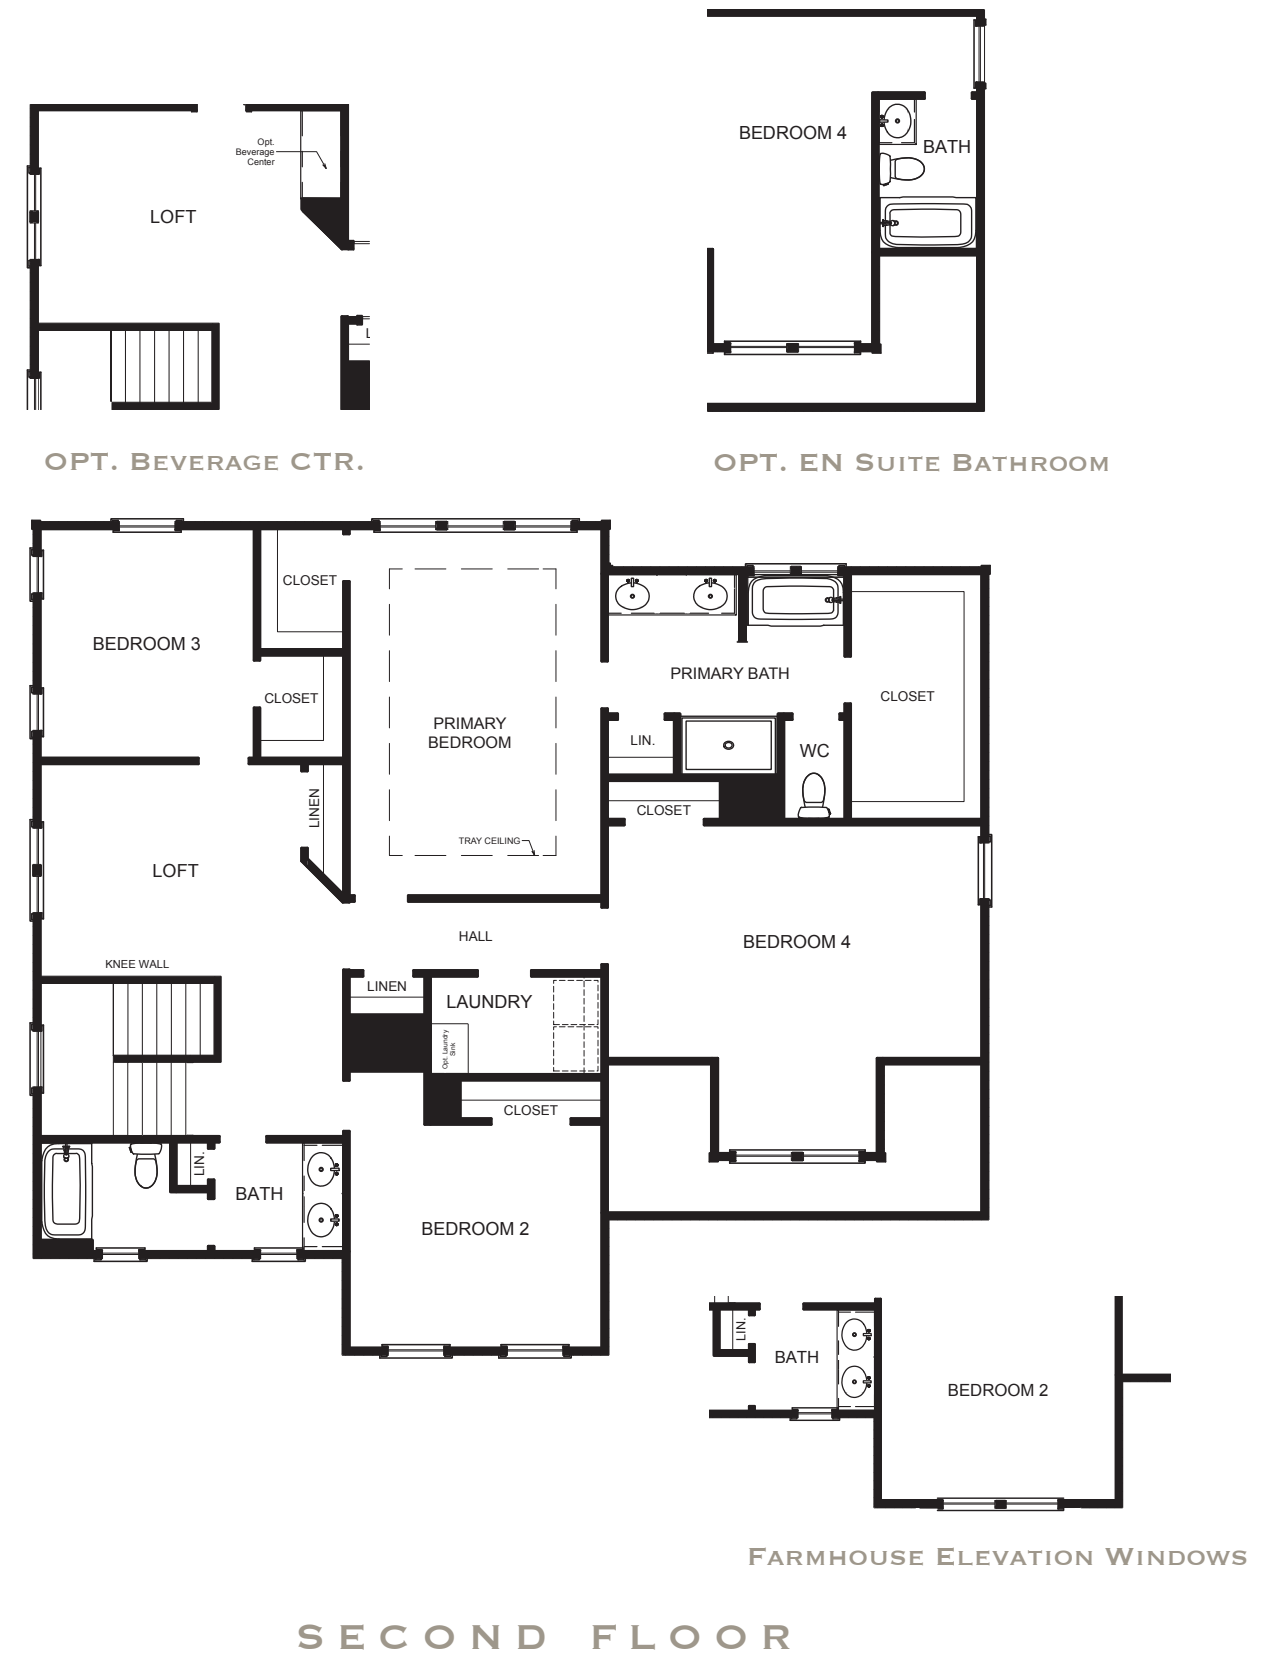 Opt.
Beverage
Center
LOFT
L
OPT. BEVERAGE CTR.
BEDROOM 4
BATH
OPT. EN SUITE BATHROOM
CLOSET
BEDROOM 3
CLOSET
PRIMARY
BEDROOM
TRAY CEILING
PRIMARY BATH
CLOSET
LIN.
WC
CLOSET
LINEN
LOFT
KNEE WALL
HALL
BEDROOM 4
LINEN
LAUNDRY
Opt. Laundry
Sink
CLOSET
LIN.
BATH
BEDROOM 2
LIN.
BATH
BEDROOM 2
FARMHOUSE ELEVATION WINDOWS
SECOND FLOOR